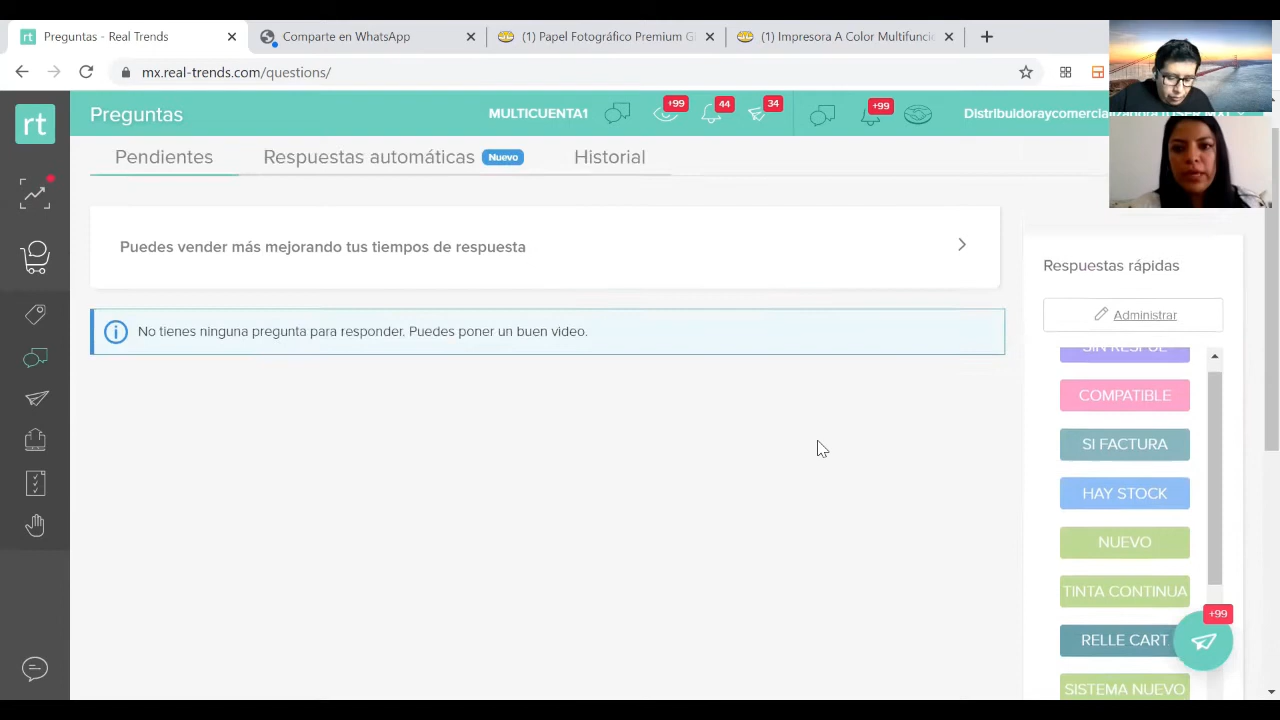 Preguntas - Real Trends
Comparte en WhatsApp
(1) Papel Fotográfico Premium Gl
(1) Impresora A Color Multifunci
mx.real-trends.com/questions/
rt
Preguntas
MULTICUENTA1
+99
44
34
+99
Pendientes
Respuestas automáticas
Nuevo
Historial
Puedes vender más mejorando tus tiempos de respuesta
No tienes ninguna pregunta para responder. Puedes poner un buen video.
Respuestas rápidas
Administrar
COMPATIBLE
SI FACTURA
HAY STOCK
NUEVO
TINTA CONTINUA
RELLE CART.
+99
SISTEMA NUEVO